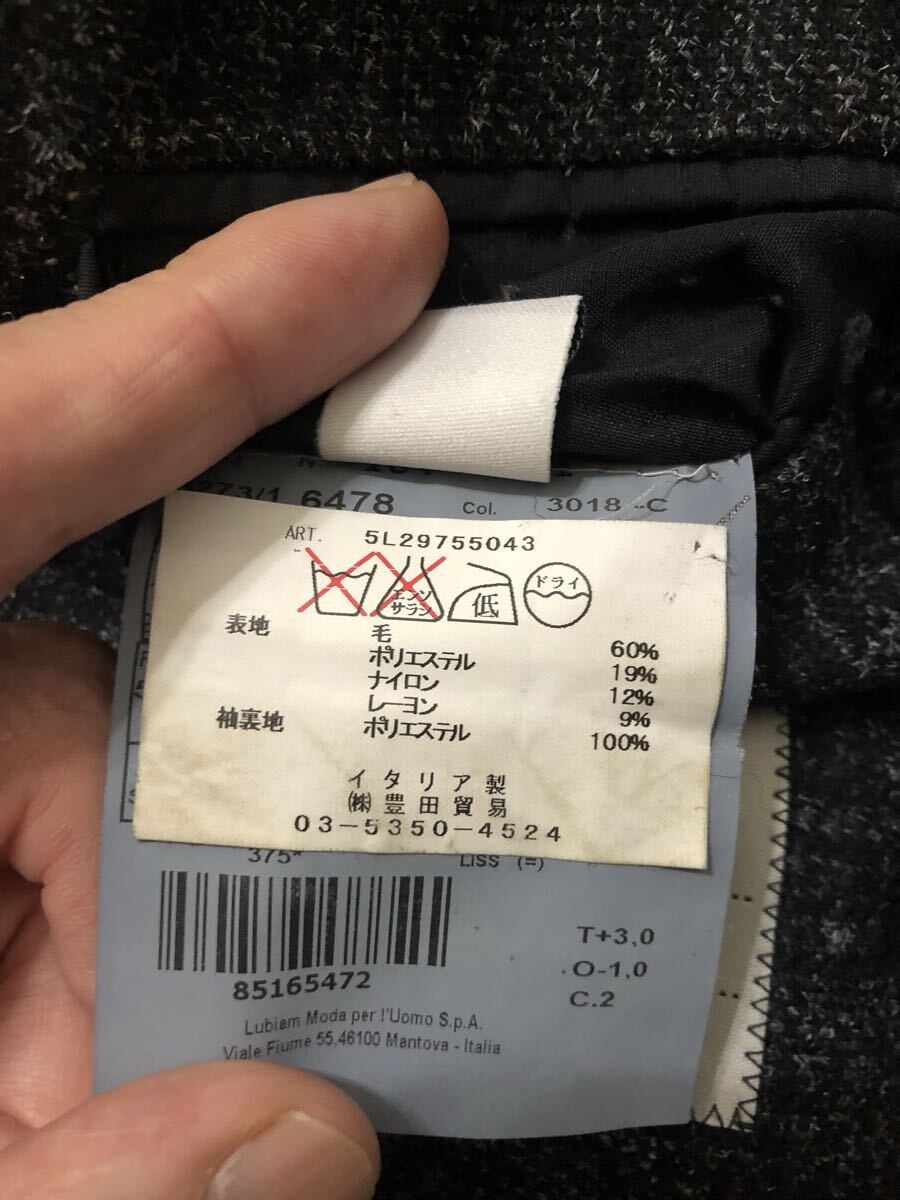 6478 Col. 3018 -C
ART. 5L29755043
エンソ
サラシ
低
ドライ
表地 毛 60%
ポリエステル 19%
ナイロン 12%
レーヨン 9%
袖裏地 ポリエステル 100%
イタリア製
㈱豊田貿易
03-5350-4524
375* LISS (=)
T+3,0
.O-1,0
C.2
85165472
Lubiam Moda per l'Uomo S.p.A.
Viale Fiume 55,46100 Mantova - Italia